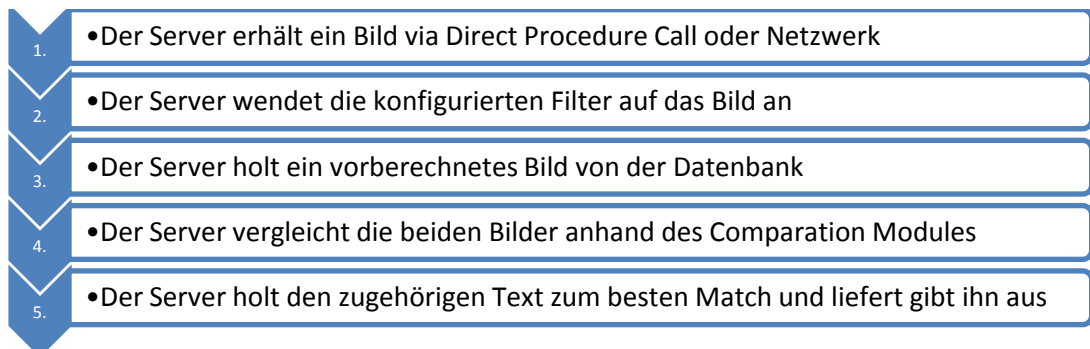 1. •Der Server erhält ein Bild via Direct Procedure Call oder Netzwerk
2. •Der Server wendet die konfigurierten Filter auf das Bild an
3. •Der Server holt ein vorberechnetes Bild von der Datenbank
4. •Der Server vergleicht die beiden Bilder anhand des Comparation Modules
5. •Der Server holt den zugehörigen Text zum besten Match und liefert gibt ihn aus